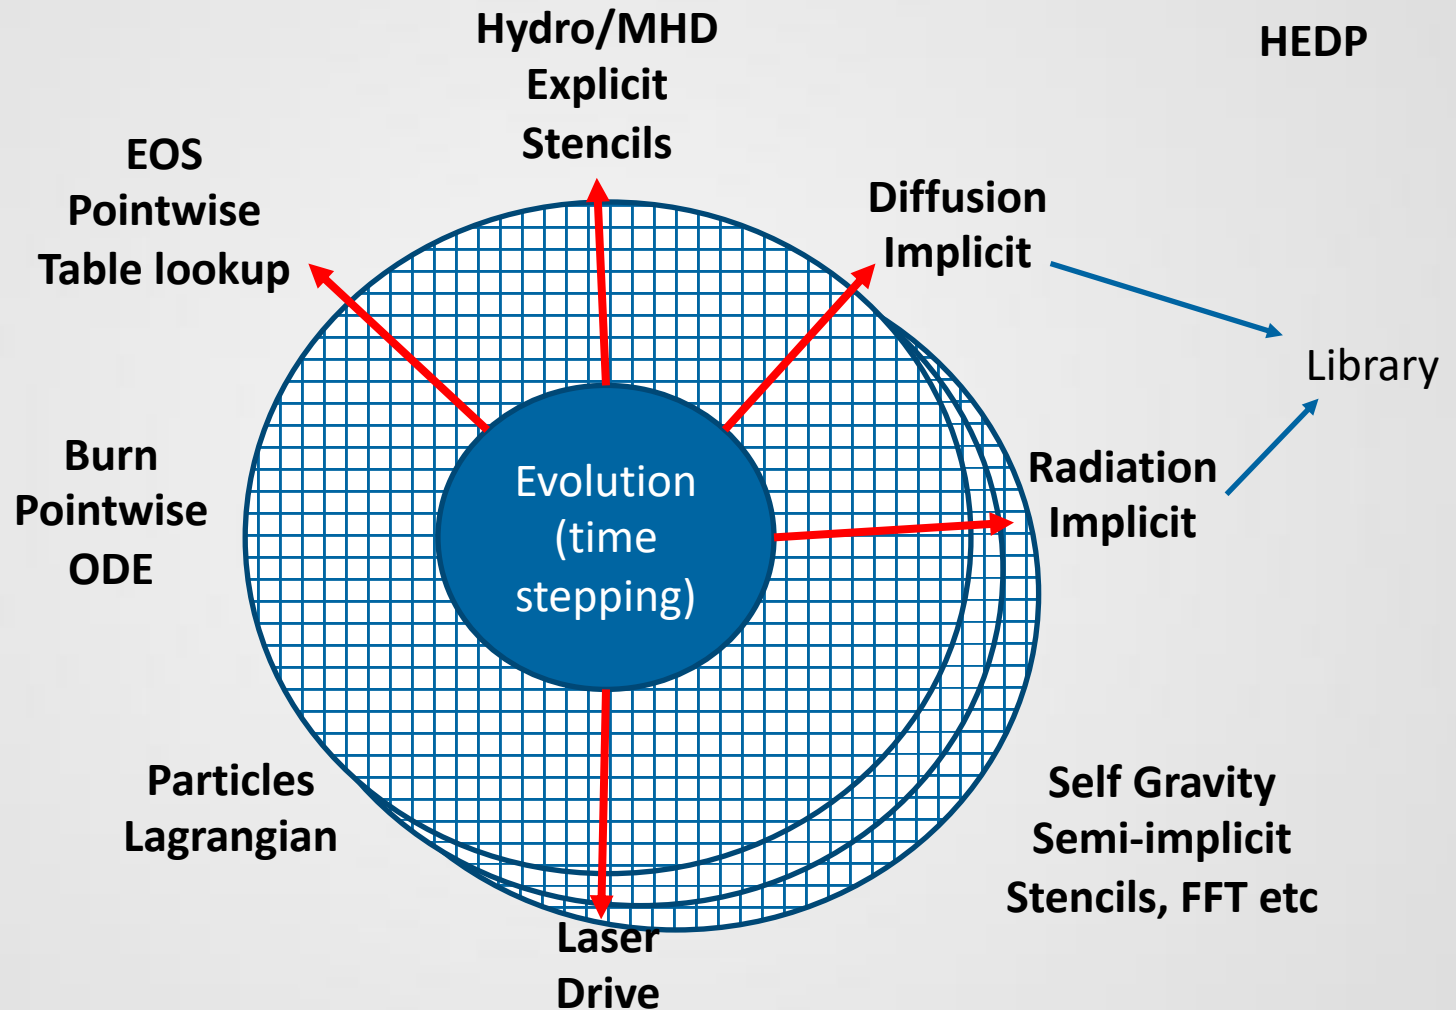 Hydro/MHD
Explicit
Stencils
HEDP
EOS
Pointwise
Table lookup
Diffusion
Implicit
Library
Burn
Pointwise
ODE
Evolution
(time
stepping)
Radiation
Implicit
Particles
Lagrangian
Self Gravity
Semi-implicit
Stencils, FFT etc
Laser
Drive